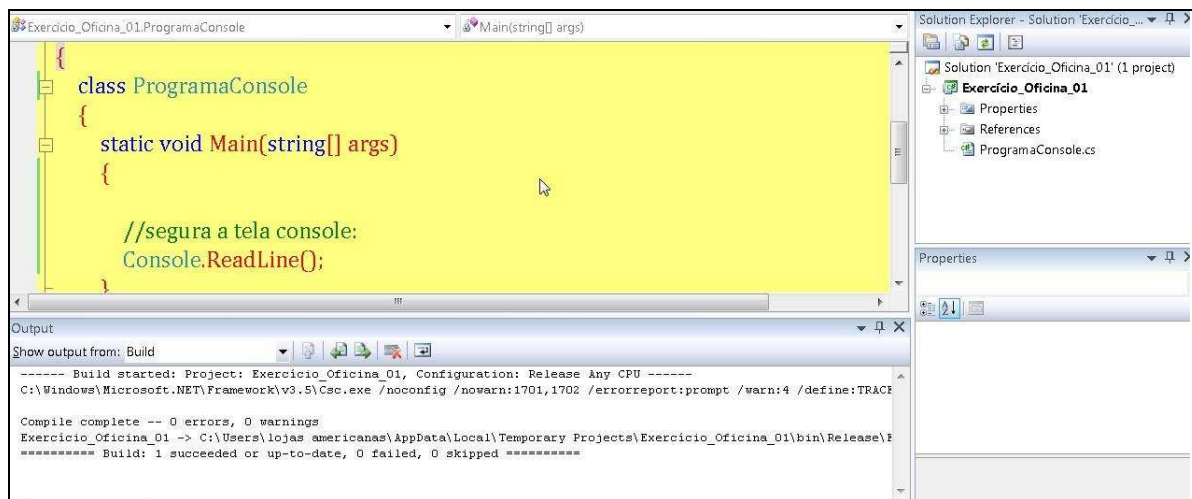 Exercício_Oficina_01.ProgramaConsole
Main(string[] args)
{
class ProgramaConsole
{
static void Main(string[] args)
{
//segura a tela console:
Console.ReadLine();
}
Solution Explorer - Solution 'Exercício_...
Solution 'Exercício_Oficina_01' (1 project)
Exercício_Oficina_01
Properties
References
ProgramaConsole.cs
Properties
Output
Show output from: Build
------ Build started: Project: Exercício_Oficina_01, Configuration: Release Any CPU ------
C:\Windows\Microsoft.NET\Framework\v3.5\Csc.exe /noconfig /nowarn:1701,1702 /errorreport:prompt /warn:4 /define:TRACE
Compile complete -- 0 errors, 0 warnings
Exercício_Oficina_01 -> C:\Users\lojas americanas\AppData\Local\Temporary Projects\Exercício_Oficina_01\bin\Release\
========== Build: 1 succeeded or up-to-date, 0 failed, 0 skipped ==========